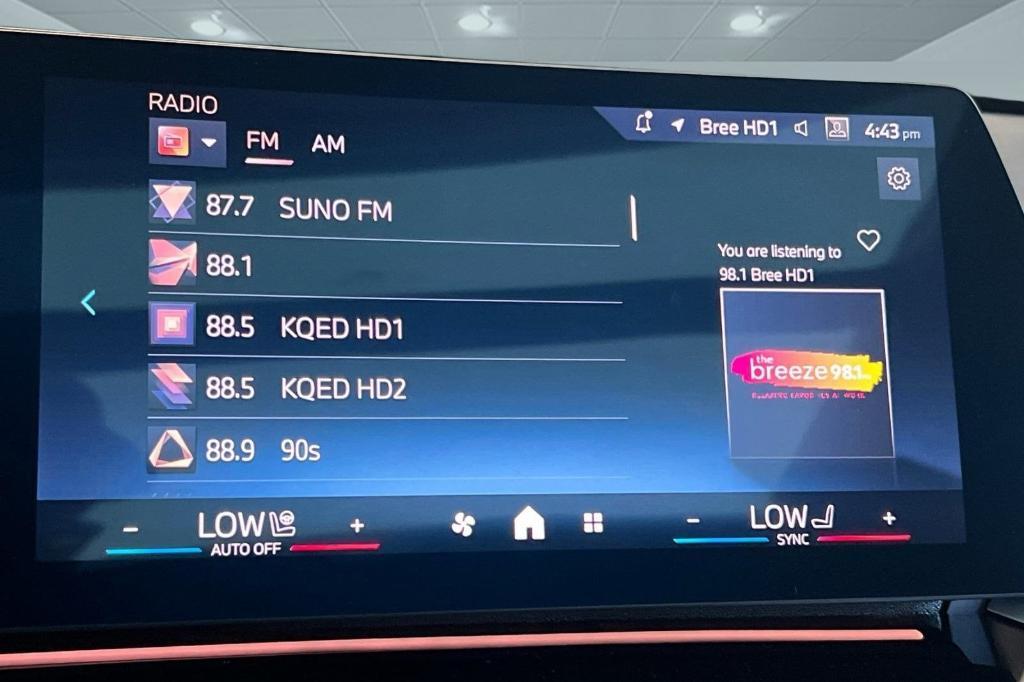 RADIO
FM AM
Bree HD1 4:43 pm
87.7 SUNO FM
88.1
88.5 KQED HD1
88.5 KQED HD2
88.9 90s
You are listening to
98.1 Bree HD1
the
breeze 98.1
- LOW +
AUTO OFF
- LOW +
SYNC